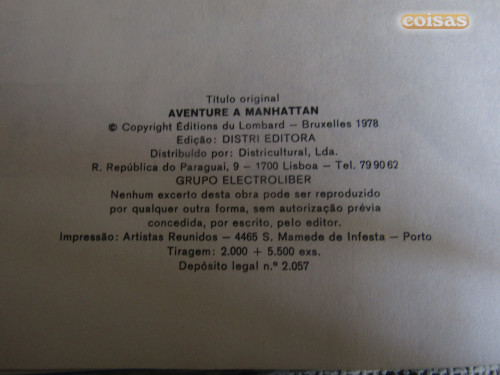 coisas
Título original
AVENTURE A MANHATTAN
© Copyright Éditions du Lombard — Bruxelles 1978
Edição: DISTRI EDITORA
Distribuído por: Districultural, Lda.
R. República do Paraguai, 9 — 1700 Lisboa — Tel. 79 90 62
GRUPO ELECTROLIBER
Nenhum excerto desta obra pode ser reproduzido
por qualquer outra forma, sem autorização prévia
concedida, por escrito, pelo editor.
Impressão: Artistas Reunidos — 4465 S. Mamede de Infesta — Porto
Tiragem: 2.000 + 5.500 exs.
Depósito legal n.º 2.057